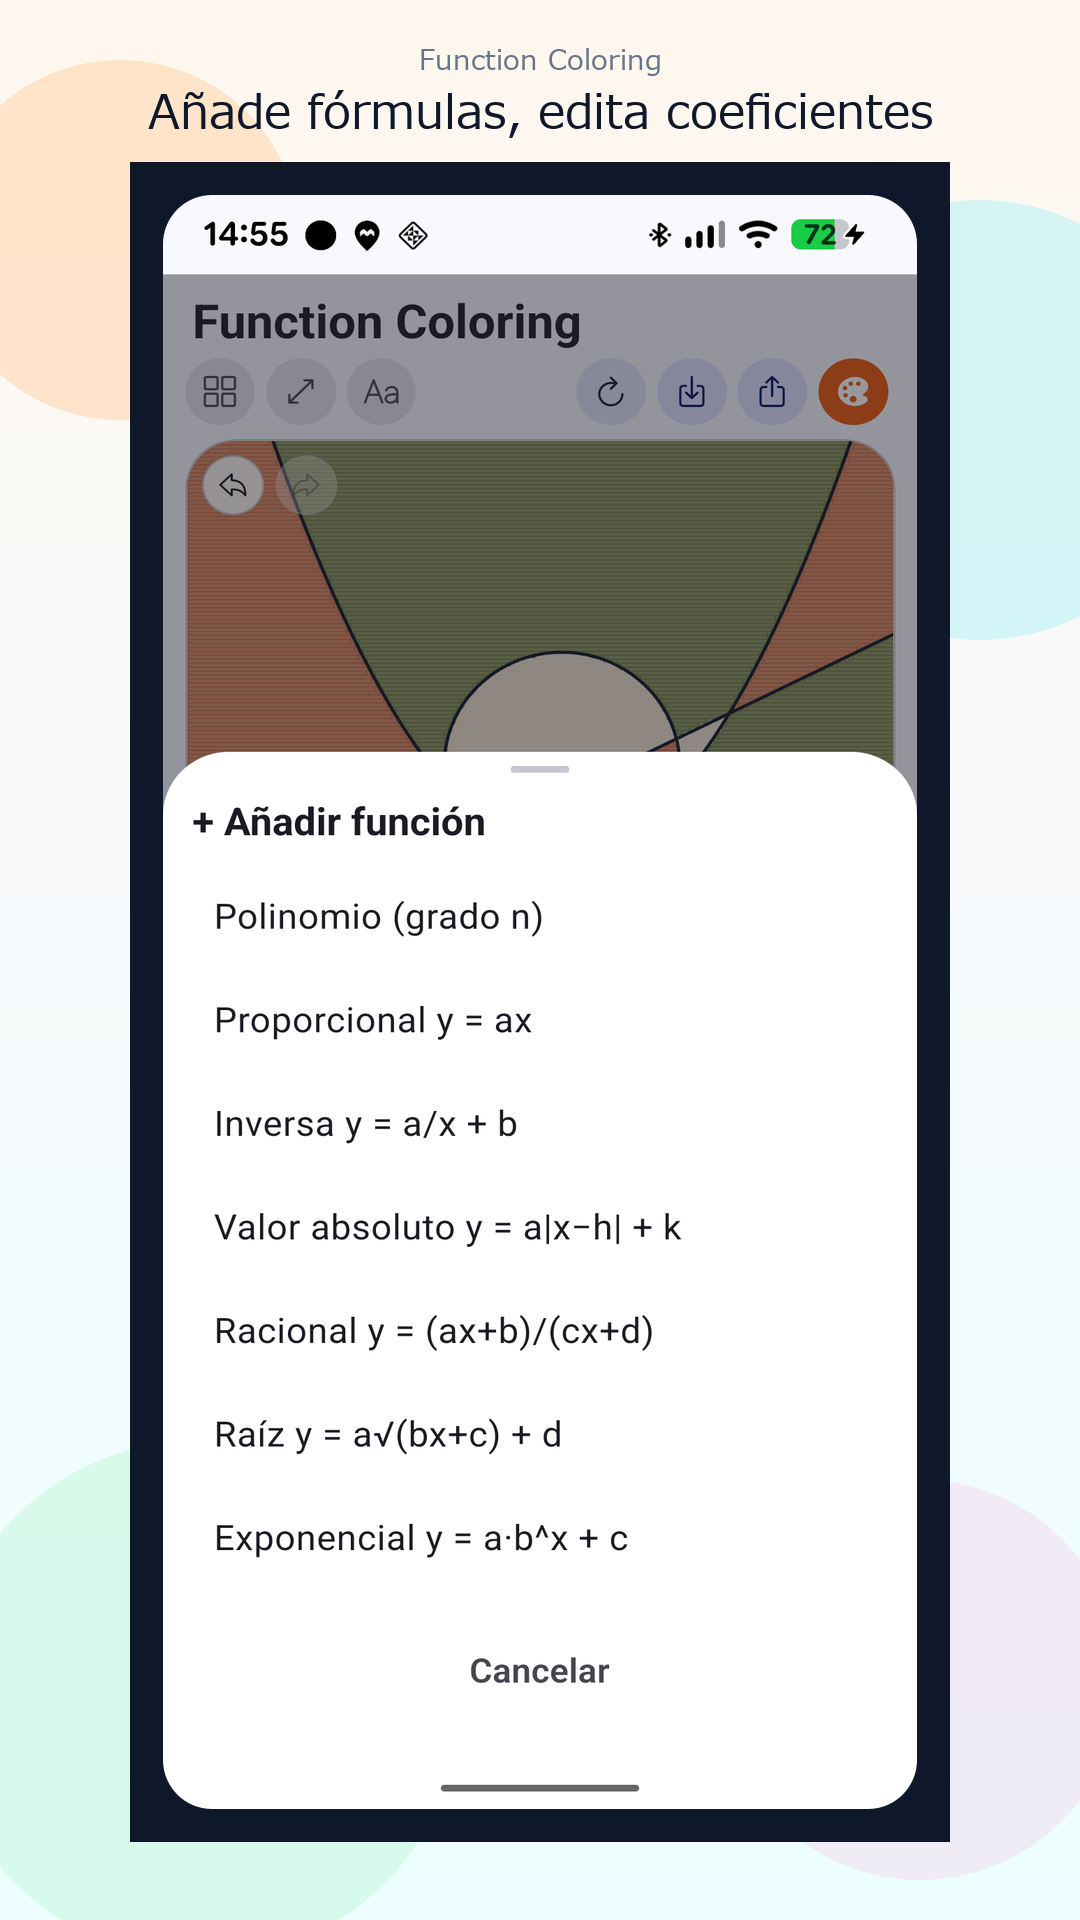 Function Coloring
Añade fórmulas, edita coeficientes
14:55
72
Function Coloring
Aa
+ Añadir función
Polinomio (grado n)
Proporcional y = ax
Inversa y = a/x + b
Valor absoluto y = a|x−h| + k
Racional y = (ax+b)/(cx+d)
Raíz y = a√(bx+c) + d
Exponencial y = a·b^x + c
Cancelar